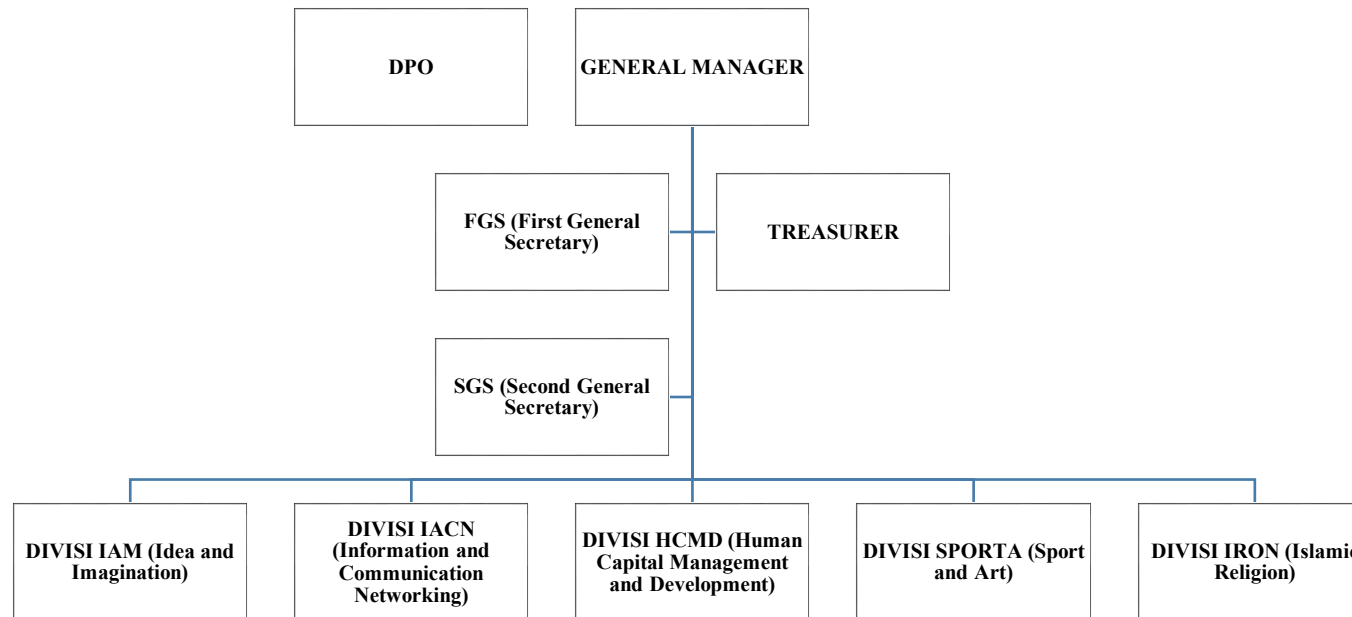 DPO
GENERAL MANAGER
FGS (First General
Secretary)
TREASURER
SGS (Second General
Secretary)
DIVISI IAM (Idea and
Imagination)
DIVISI IACN
(Information and
Communication
Networking)
DIVISI HCMD (Human
Capital Management
and Development)
DIVISI SPORTA (Sport
and Art)
DIVISI IRON (Islamic
Religion)